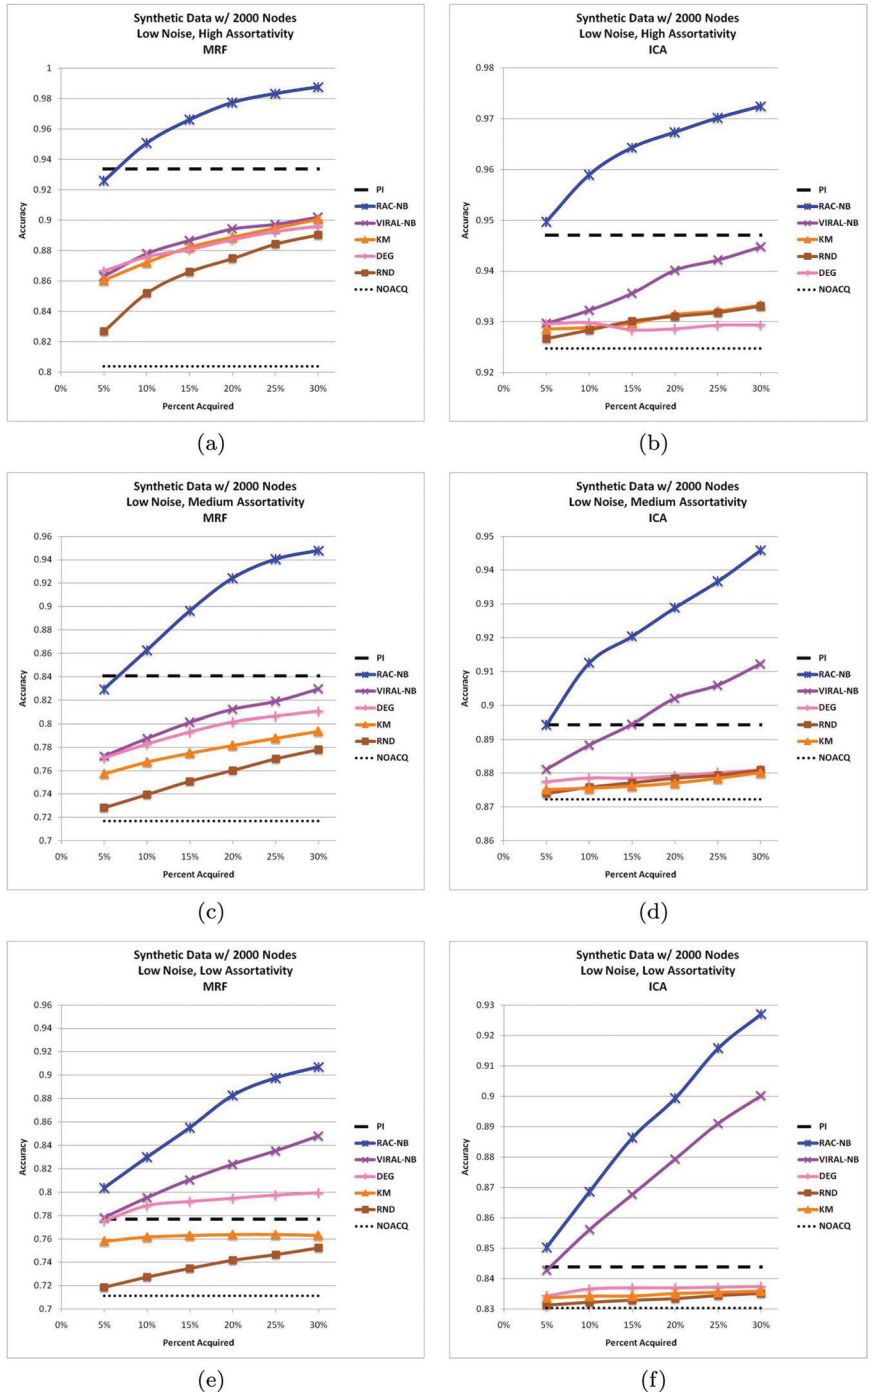 Synthetic Data w/ 2000 Nodes
Low Noise, High Assortativity
MRF
1
0.98
0.96
0.94
0.92
0.9
0.88
0.86
0.84
0.82
0.8
Accuracy
0% 5% 10% 15% 20% 25% 30%
Percent Acquired
PI
RAC-NB
VIRAL-NB
KM
DEG
RND
NOACQ
(a)
Synthetic Data w/ 2000 Nodes
Low Noise, High Assortativity
ICA
0.98
0.97
0.96
0.95
0.94
0.93
0.92
Accuracy
0% 5% 10% 15% 20% 25% 30%
Percent Acquired
PI
RAC-NB
VIRAL-NB
KM
RND
DEG
NOACQ
(b)
Synthetic Data w/ 2000 Nodes
Low Noise, Medium Assortativity
MRF
0.96
0.94
0.92
0.9
0.88
0.86
0.84
0.82
0.8
0.78
0.76
0.74
0.72
0.7
Accuracy
0% 5% 10% 15% 20% 25% 30%
Percent Acquired
PI
RAC-NB
VIRAL-NB
DEG
KM
RND
NOACQ
(c)
Synthetic Data w/ 2000 Nodes
Low Noise, Medium Assortativity
ICA
0.95
0.94
0.93
0.92
0.91
0.9
0.89
0.88
0.87
0.86
Accuracy
0% 5% 10% 15% 20% 25% 30%
Percent Acquired
PI
RAC-NB
VIRAL-NB
DEG
RND
KM
NOACQ
(d)
Synthetic Data w/ 2000 Nodes
Low Noise, Low Assortativity
MRF
0.96
0.94
0.92
0.9
0.88
0.86
0.84
0.82
0.8
0.78
0.76
0.74
0.72
0.7
Accuracy
0% 5% 10% 15% 20% 25% 30%
Percent Acquired
PI
RAC-NB
VIRAL-NB
DEG
KM
RND
NOACQ
(e)
Synthetic Data w/ 2000 Nodes
Low Noise, Low Assortativity
ICA
0.93
0.92
0.91
0.9
0.89
0.88
0.87
0.86
0.85
0.84
0.83
Accuracy
0% 5% 10% 15% 20% 25% 30%
Percent Acquired
PI
RAC-NB
VIRAL-NB
DEG
RND
KM
NOACQ
(f)